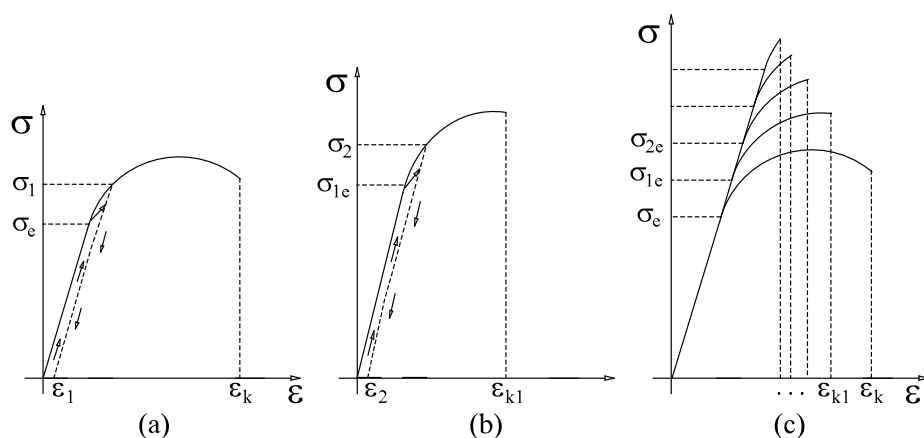 σ
σ₁
σₑ
ε₁
εₖ
ε
(a)
σ
σ₂
σ₁ₑ
ε₂
εₖ₁
(b)
σ
σ₂ₑ
σ₁ₑ
σₑ
...
εₖ₁
εₖ
ε
(c)